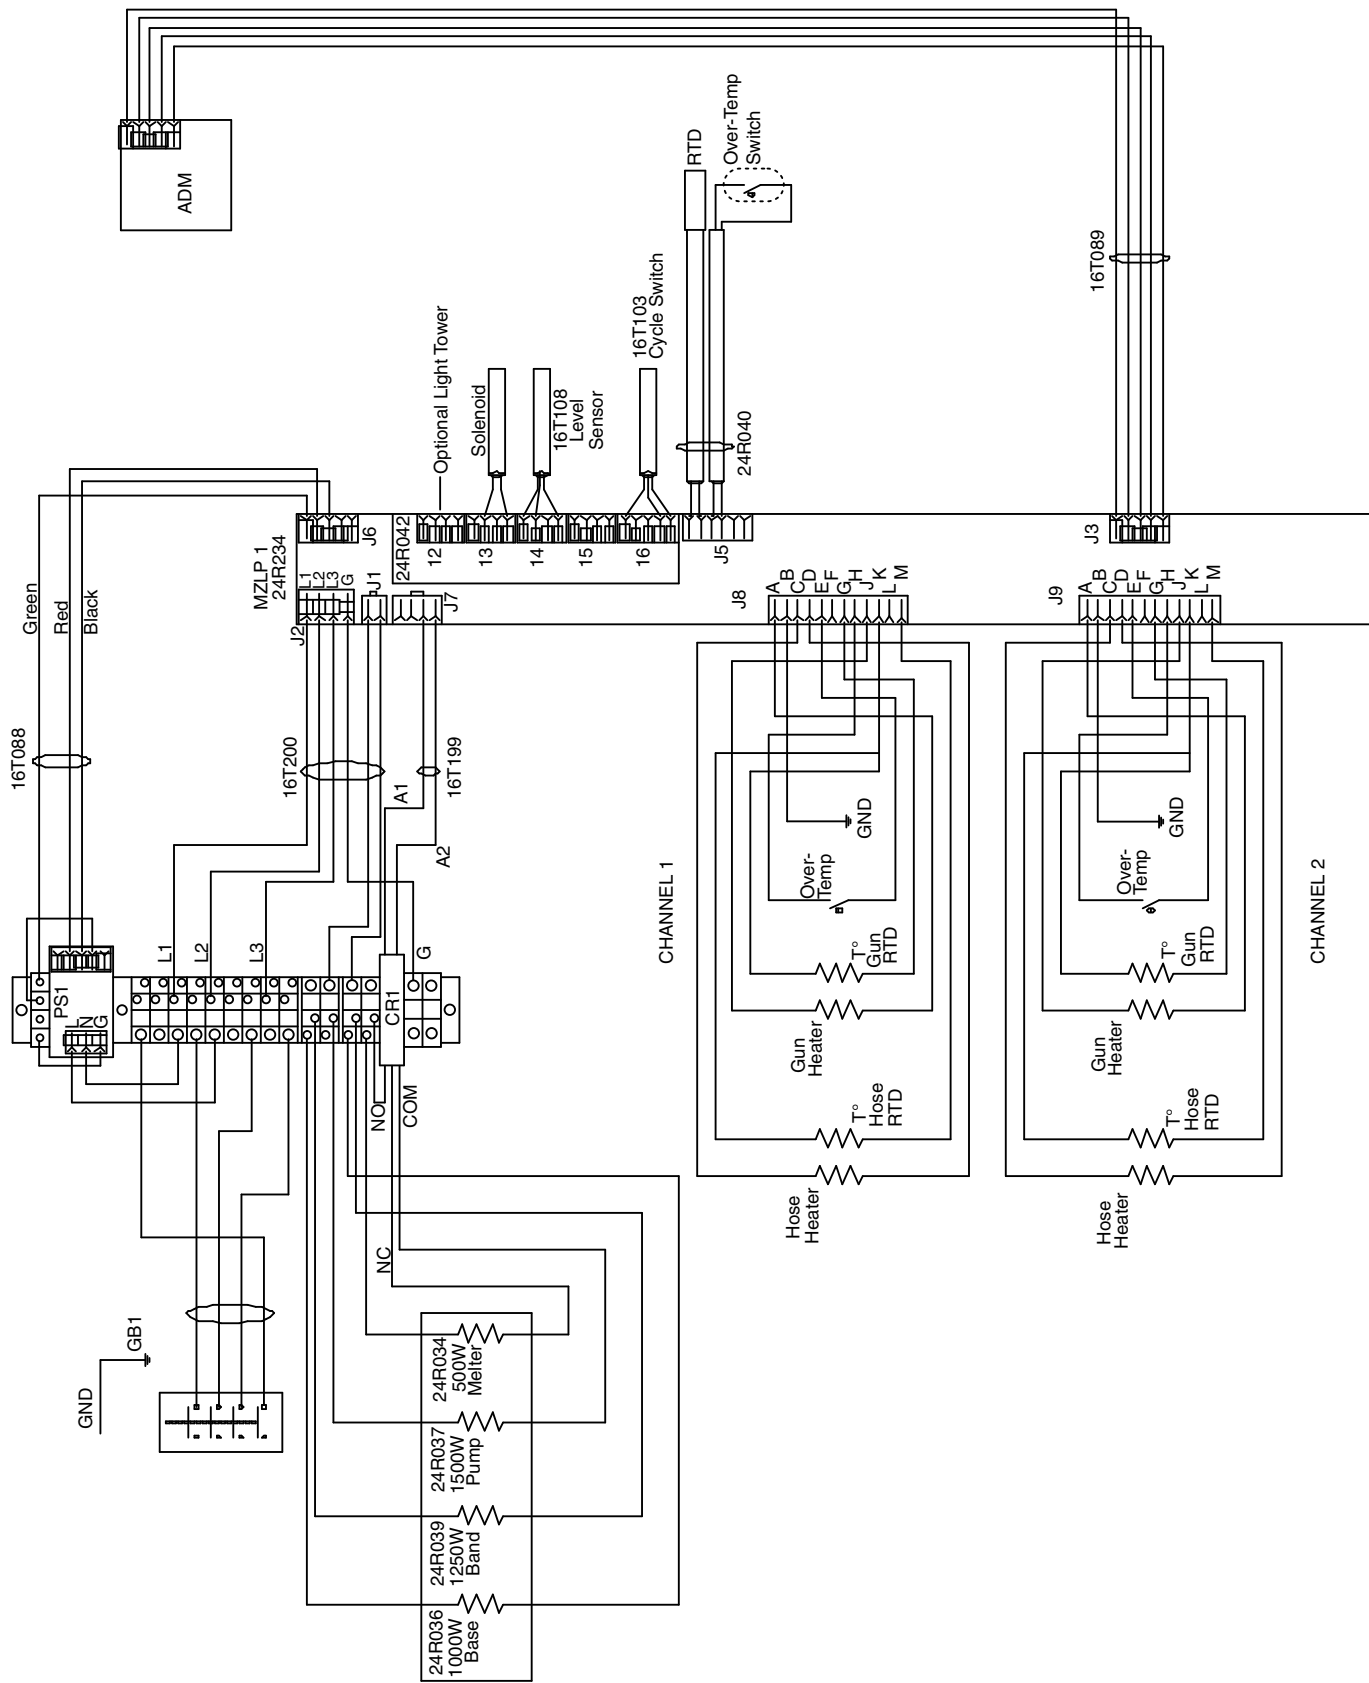 ADM
RTD
Over-Temp
Switch
16T089
16T103
Cycle Switch
Optional Light Tower
Solenoid
16T108
Level
Sensor
24R040
Green
Red
Black
MZLP 1
24R234
J6
24R042
12
13
14
15
16
J5
J3
L1
L2
L3
G
J2
J1
J7
J8
A
B
C
D
E
F
G
H
J
K
L
M
J9
A
B
C
D
E
F
G
H
J
K
L
M
16T088
16T200
16T199
A1
A2
L1
L2
L3
G
PS1
L
N
G
CR1
NO
COM
NC
GND
GB1
CHANNEL 1
GND
Over-
Temp
T°
Gun
RTD
Gun
Heater
T°
Hose
RTD
Hose
Heater
CHANNEL 2
GND
Over-
Temp
T°
Gun
RTD
Gun
Heater
T°
Hose
RTD
Hose
Heater
24R034
500W
Melter
24R037
1500W
Pump
24R039
1250W
Band
24R036
1000W
Base